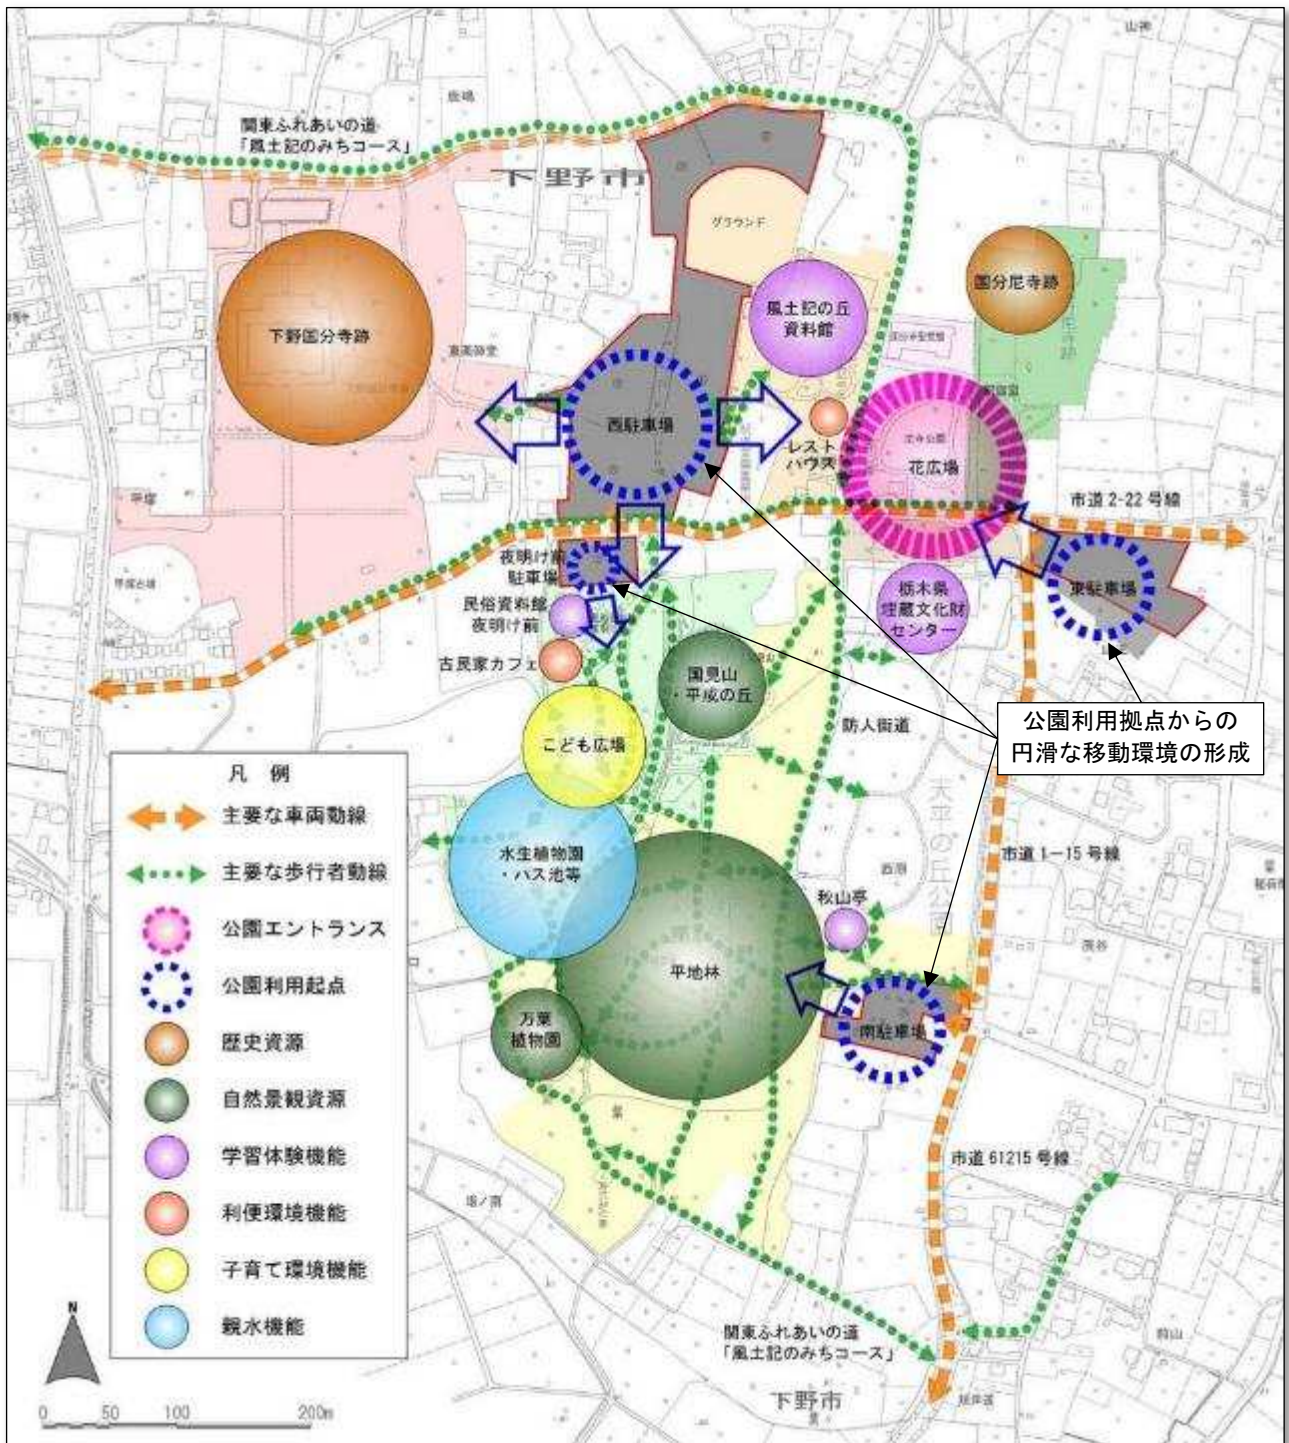 山神
関東ふれあいの道
「風土記のみちコース」
下野市
グラウンド
国分尼寺跡
風土記の丘
資料館
下野国分寺跡
西駐車場
レスト
ハウス
花広場
市道 2-22 号線
夜明け前
駐車場
民俗資料館
夜明け前
古民家カフェ
栃木県
埋蔵文化財
センター
東駐車場
国見山
・平成の丘
こども広場
防人街道
公園利用拠点からの
円滑な移動環境の形成
水生植物園
・ハス池等
市道 1－15 号線
秋山亭
平地林
南駐車場
万葉
植物園
市道 61215 号線
凡 例
主要な車両動線
主要な歩行者動線
公園エントランス
公園利用起点
歴史資源
自然景観資源
学習体験機能
利便環境機能
子育て環境機能
親水機能
関東ふれあいの道
「風土記のみちコース」
前山
下野市
N
0 50 100 200m